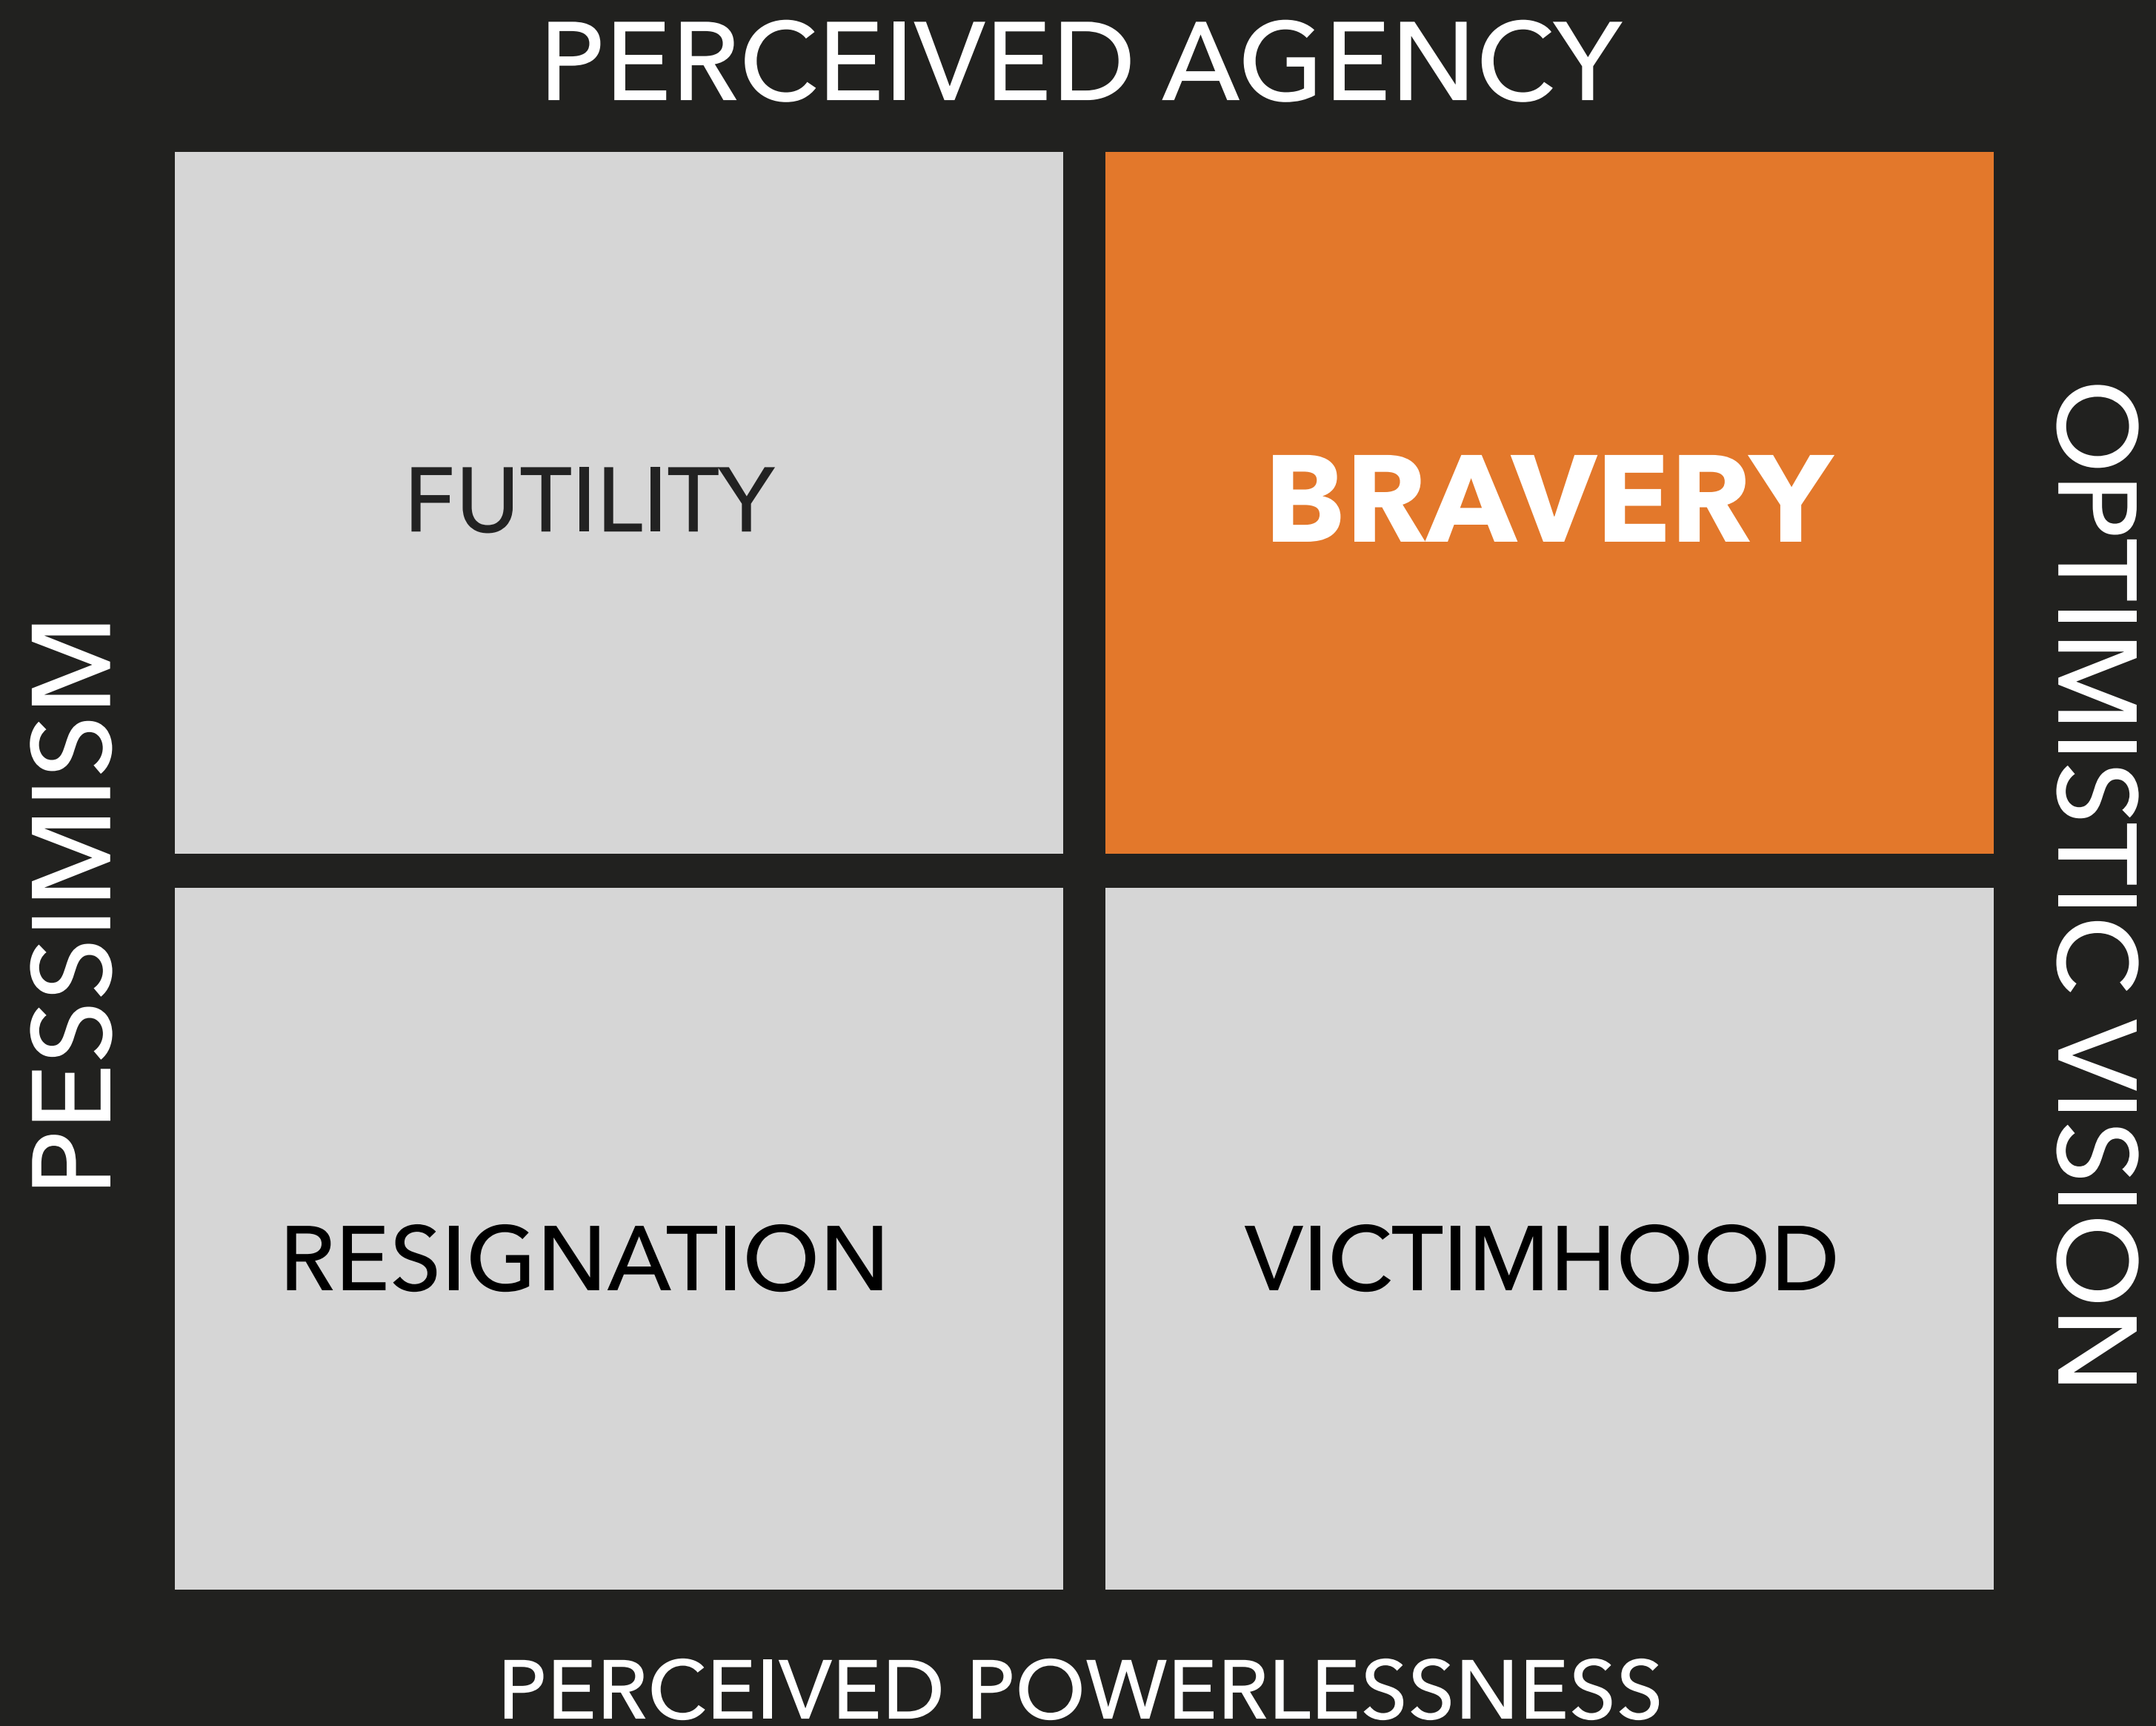 PERCEIVED AGENCY
FUTILITY
BRAVERY
PESSIMISM
OPTIMISTIC VISION
RESIGNATION
VICTIMHOOD
PERCEIVED POWERLESSNESS